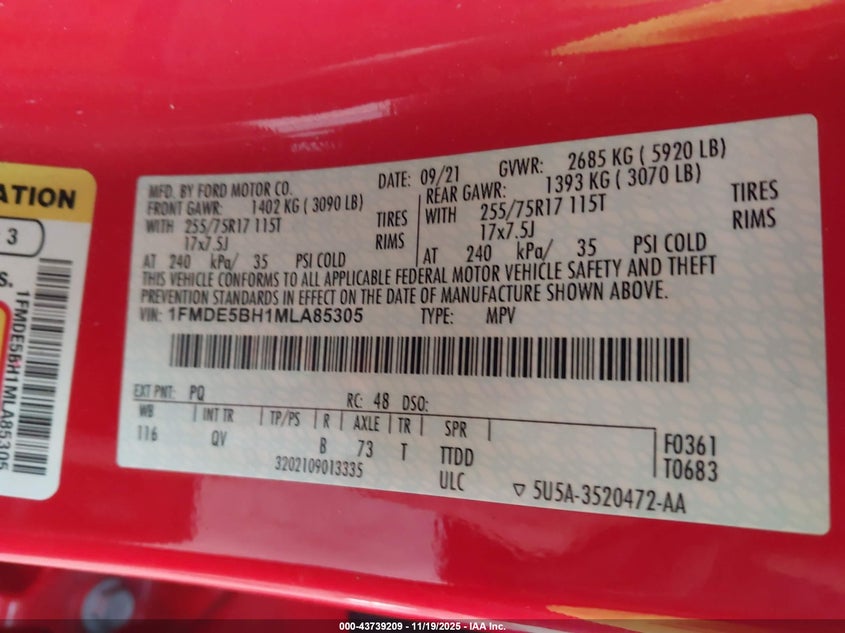 ATION
3
S.
1FMDE5BH1MLA85305
MFD. BY FORD MOTOR CO.
DATE: 09/21 GVWR: 2685 KG ( 5920 LB)
FRONT GAWR: 1402 KG ( 3090 LB) REAR GAWR: 1393 KG ( 3070 LB)
WITH 255/75R17 115T TIRES WITH 255/75R17 115T TIRES
17x7.5J RIMS 17x7.5J RIMS
AT 240 kPa/ 35 PSI COLD AT 240 kPa/ 35 PSI COLD
THIS VEHICLE CONFORMS TO ALL APPLICABLE FEDERAL MOTOR VEHICLE SAFETY AND THEFT
PREVENTION STANDARDS IN EFFECT ON THE DATE OF MANUFACTURE SHOWN ABOVE.
VIN: 1FMDE5BH1MLA85305 TYPE: MPV
EXT PNT: PQ RC: 48 DSO:
WB INT TR TP/PS R AXLE TR SPR
116 QV B 73 T TTDD
3202109013335 ULC
F0361
T0683
5U5A-3520472-AA
000-43739209 - 11/19/2025 - IAA Inc.